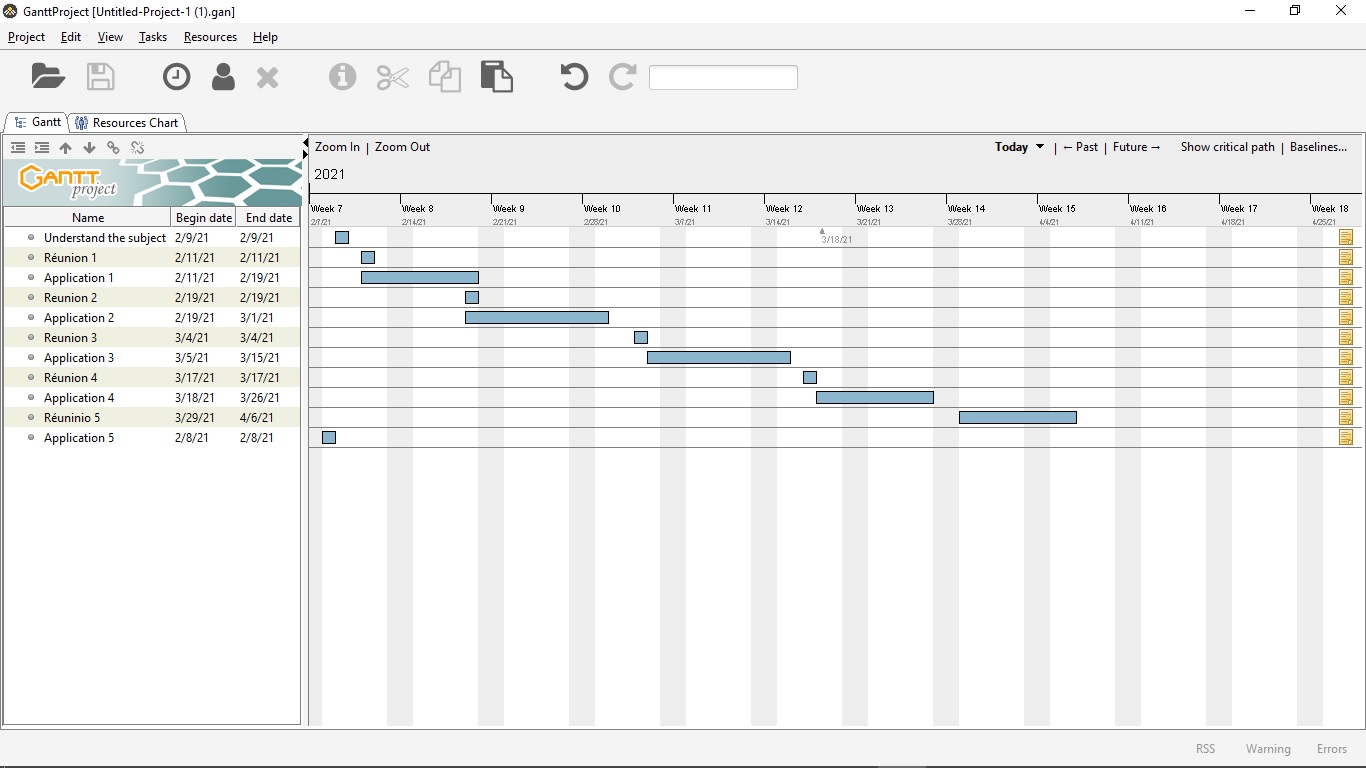 GanttProject [Untitled-Project-1 (1).gan]
Project Edit View Tasks Resources Help
Gantt Resources Chart
Zoom In | Zoom Out Today | ←Past | Future→ Show critical path | Baselines...
GANTT project
2021
Name Begin date End date
Week 7 Week 8 Week 9 Week 10 Week 11 Week 12 Week 13 Week 14 Week 15 Week 16 Week 17 Week 18
2/7/21 2/14/21 2/21/21 2/28/21 3/7/21 3/14/21 3/21/21 3/28/21 4/4/21 4/11/21 4/18/21 4/25/21
Understand the subject 2/9/21 2/9/21 3/18/21
Réunion 1 2/11/21 2/11/21
Application 1 2/11/21 2/19/21
Reunion 2 2/19/21 2/19/21
Application 2 2/19/21 3/1/21
Reunion 3 3/4/21 3/4/21
Application 3 3/5/21 3/15/21
Réunion 4 3/17/21 3/17/21
Application 4 3/18/21 3/26/21
Réuninio 5 3/29/21 4/6/21
Application 5 2/8/21 2/8/21
RSS Warning Errors